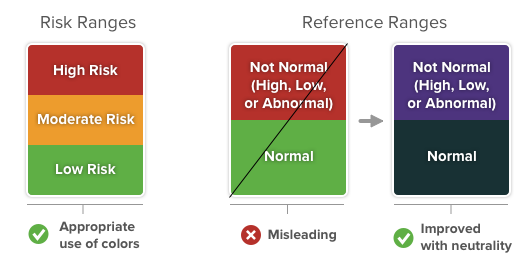 Risk Ranges
High Risk
Moderate Risk
Low Risk
Appropriate
use of colors
Reference Ranges
Not Normal
(High, Low,
or Abnormal)
Normal
Misleading
Not Normal
(High, Low,
or Abnormal)
Normal
Improved
with neutrality